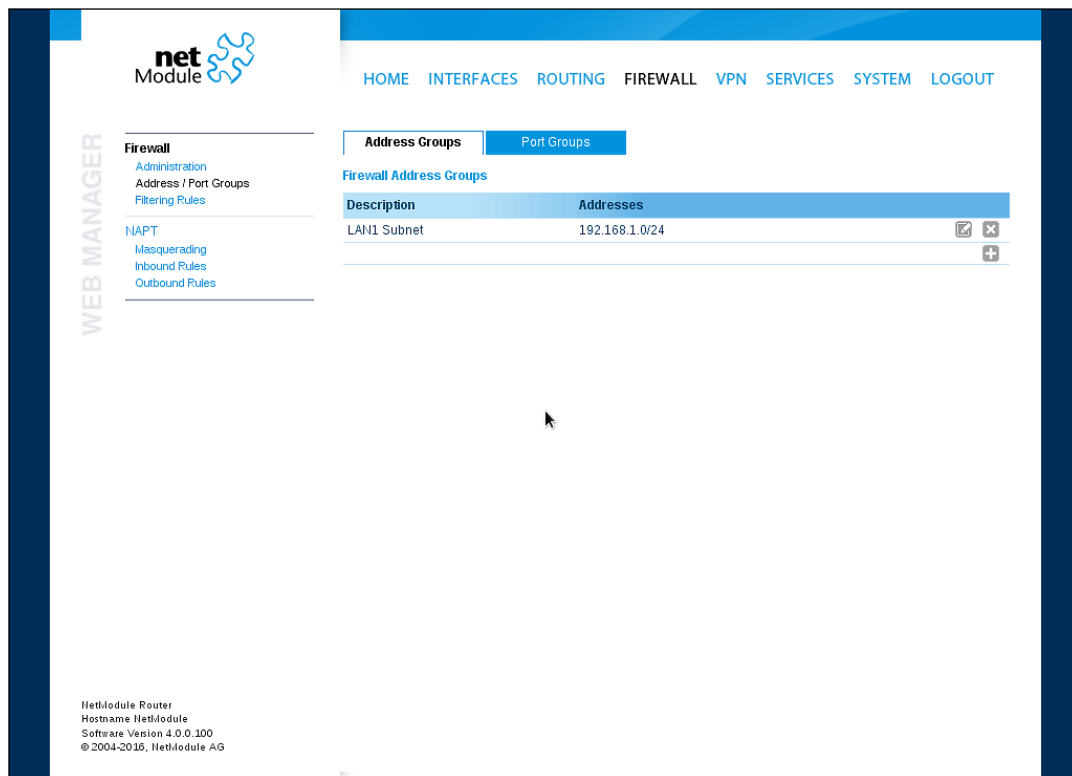 net
Module
HOME INTERFACES ROUTING FIREWALL VPN SERVICES SYSTEM LOGOUT
WEB MANAGER
Firewall
Administration
Address / Port Groups
Filtering Rules
NAPT
Masquerading
Inbound Rules
Outbound Rules
Address Groups Port Groups
Firewall Address Groups
Description Addresses
LAN1 Subnet 192.168.1.0/24
NetModule Router
Hostname NetModule
Software Version 4.0.0.100
© 2004-2016, NetModule AG